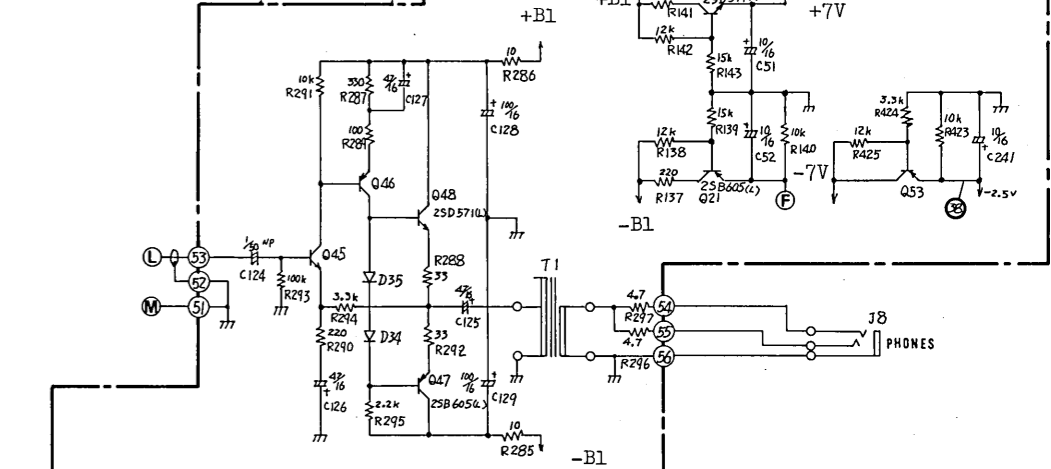 +B1
+B1
R141
+7V
12k
R142
15k
R143
10/16
C51
10
R286
10k
R291
330
R287
47/16
C127
100/16
C128
100
R289
Q46
Q48
2SD571(L)
15k
R139
12k
R138
10/16
C52
10k
R140
220
R137
2SB605(L)
Q21
-7V
F
-B1
3.3k
R424
12k
R425
10k
R423
10/16
C241
Q53
38
-2.5V
L
53
52
M
51
1/50 NP
C124
100k
R293
Q45
R288
33
D35
3.3k
R294
C125
220
R290
D34
33
R292
47/16
C126
2.2k
R295
Q47
2SB605(L)
100/16
C129
10
R285
-B1
T1
4.7
R297
54
55
4.7
R296
56
J8
PHONES